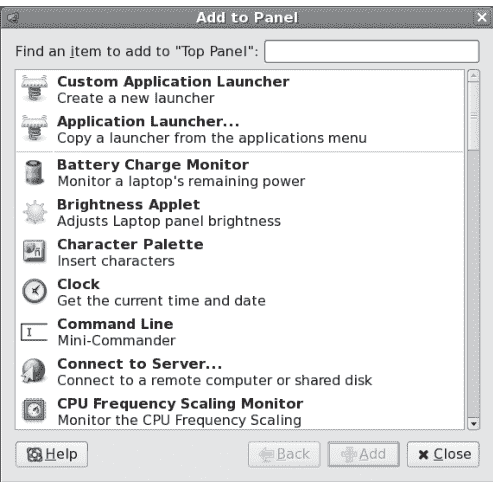 Add to Panel
Find an item to add to "Top Panel":
Custom Application Launcher
Create a new launcher
Application Launcher...
Copy a launcher from the applications menu
Battery Charge Monitor
Monitor a laptop's remaining power
Brightness Applet
Adjusts Laptop panel brightness
Character Palette
Insert characters
Clock
Get the current time and date
Command Line
Mini-Commander
Connect to Server...
Connect to a remote computer or shared disk
CPU Frequency Scaling Monitor
Monitor the CPU Frequency Scaling
Help Back Add Close